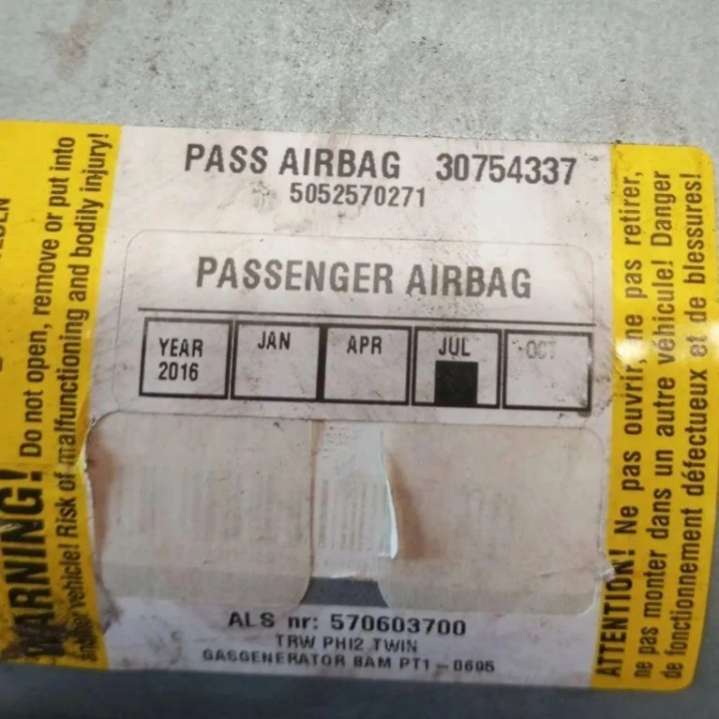 PASS AIRBAG 30754337
5052570271
PASSENGER AIRBAG
YEAR 2016 JAN APR JUL OCT
ALS nr: 570603700
TRW PHI2 TWIN
GASGENERATOR BAM PT1-0695
WARNING! Do not open, remove or put into
another vehicle! Risk of malfunctioning and bodily injury!
ATTENTION! Ne pas ouvrir, ne pas retirer,
ne pas monter dans un autre véhicule! Danger
de fonctionnement défectueux et de blessures!